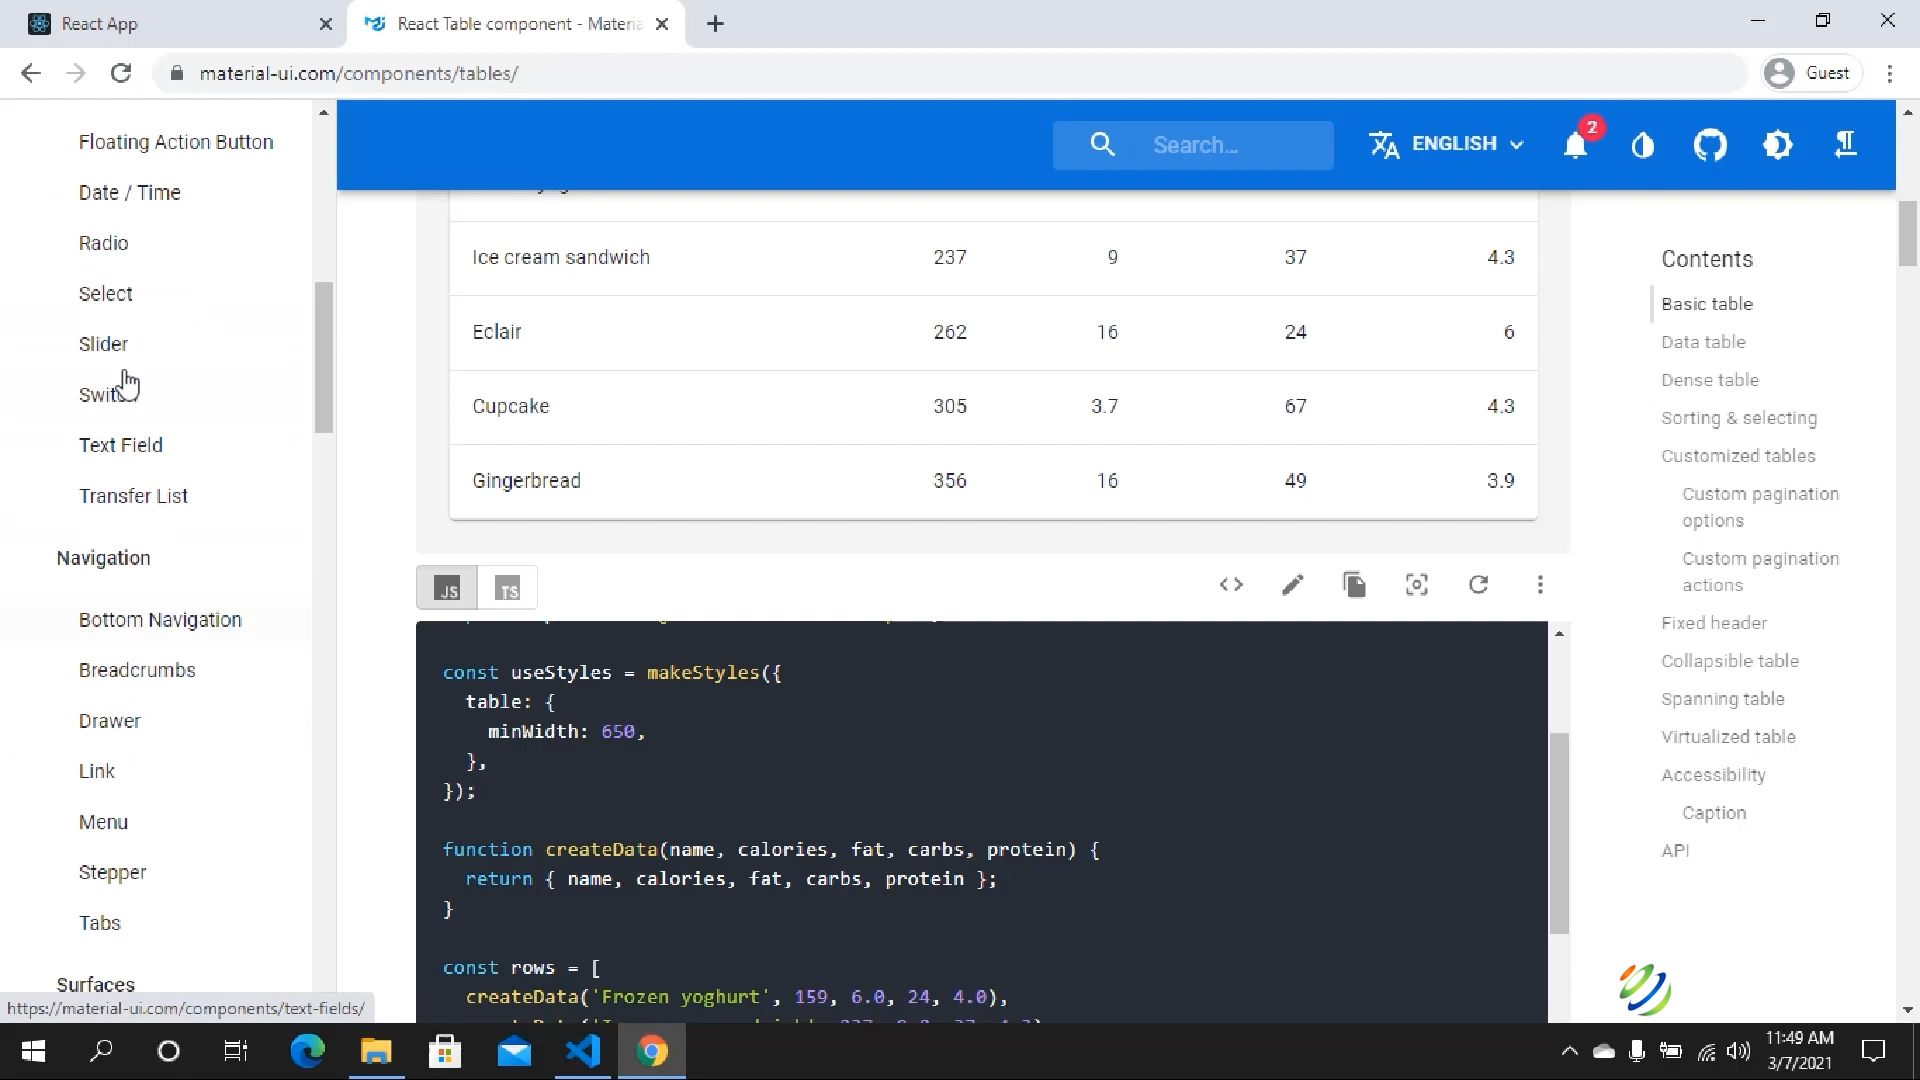 React App
React Table component - Materia
material-ui.com/components/tables/
Guest
Floating Action Button
Date / Time
Radio
Select
Slider
Text Field
Transfer List
Navigation
Bottom Navigation
Breadcrumbs
Drawer
Link
Menu
Stepper
Tabs
Surfaces
https://material-ui.com/components/text-fields/
Search…
ENGLISH
2
Ice cream sandwich 237 9 37 4.3
Eclair 262 16 24 6
Cupcake 305 3.7 67 4.3
Gingerbread 356 16 49 3.9
JS TS
const useStyles = makeStyles({
table: {
minWidth: 650,
},
});
function createData(name, calories, fat, carbs, protein) {
return { name, calories, fat, carbs, protein };
}
const rows = [
createData('Frozen yoghurt', 159, 6.0, 24, 4.0),
Contents
Basic table
Data table
Dense table
Sorting & selecting
Customized tables
Custom pagination
options
Custom pagination
actions
Fixed header
Collapsible table
Spanning table
Virtualized table
Accessibility
Caption
API
11:49 AM
3/7/2021